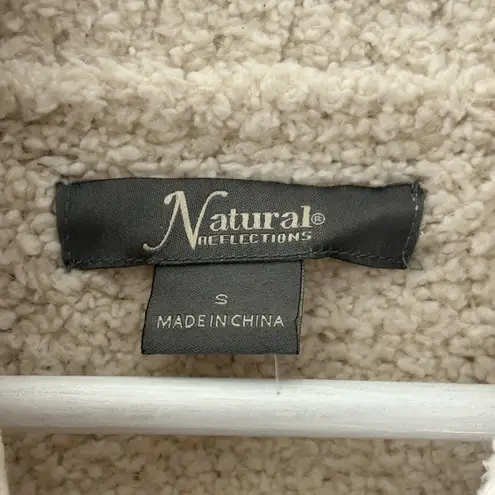 Natural®
REFLECTIONS
S
MADE IN CHINA